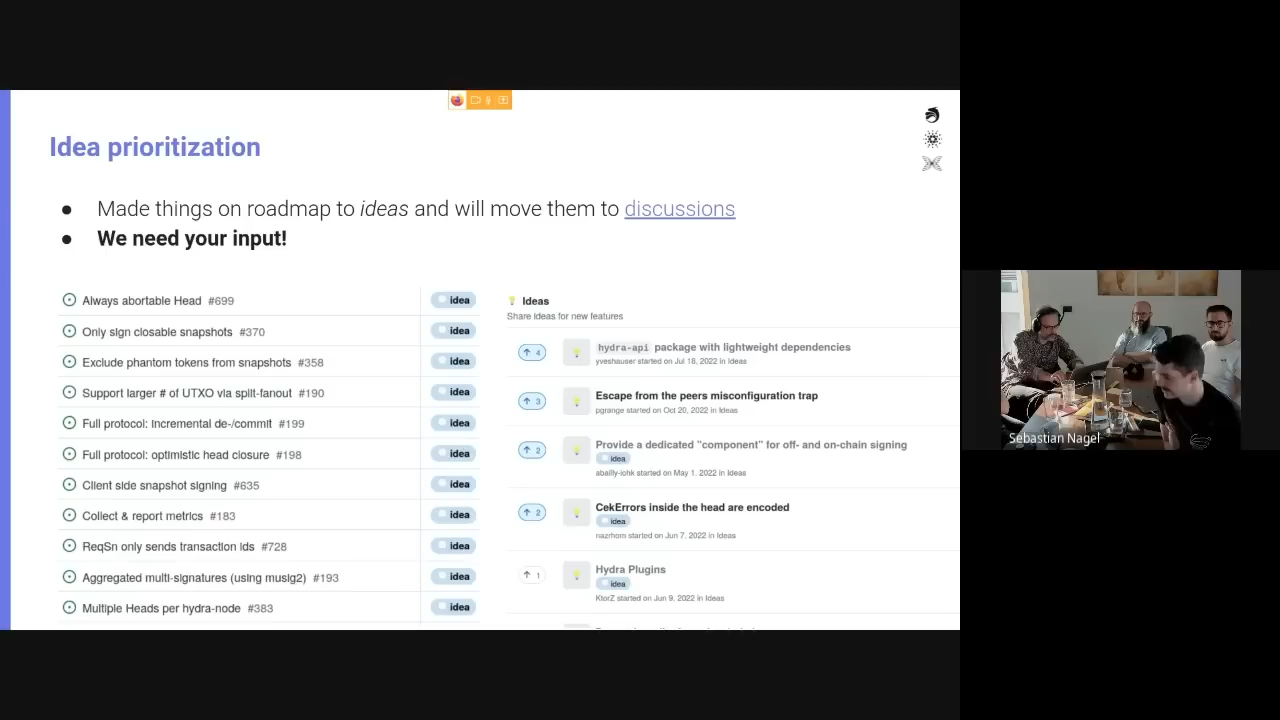 Idea prioritization
● Made things on roadmap to ideas and will move them to discussions
● We need your input!
Always abortable Head #699 idea
Only sign closable snapshots #370 idea
Exclude phantom tokens from snapshots #358 idea
Support larger # of UTXO via split-fanout #190 idea
Full protocol: incremental de-/commit #199 idea
Full protocol: optimistic head closure #198 idea
Client side snapshot signing #635 idea
Collect & report metrics #183 idea
ReqSn only sends transaction ids #728 idea
Aggregated multi-signatures (using musig2) #193 idea
Multiple Heads per hydra-node #383 idea
Ideas
Share ideas for new features
4 hydra-api package with lightweight dependencies
yveshauser started on Jul 18, 2022 in Ideas
3 Escape from the peers misconfiguration trap
pgrange started on Oct 20, 2022 in Ideas
2 Provide a dedicated "component" for off- and on-chain signing
idea
abailly-iohk started on May 1, 2022 in Ideas
2 CekErrors inside the head are encoded
idea
nazrhom started on Jun 7, 2022 in Ideas
1 Hydra Plugins
idea
KtorZ started on Jun 9, 2022 in Ideas
Sebastian Nagel